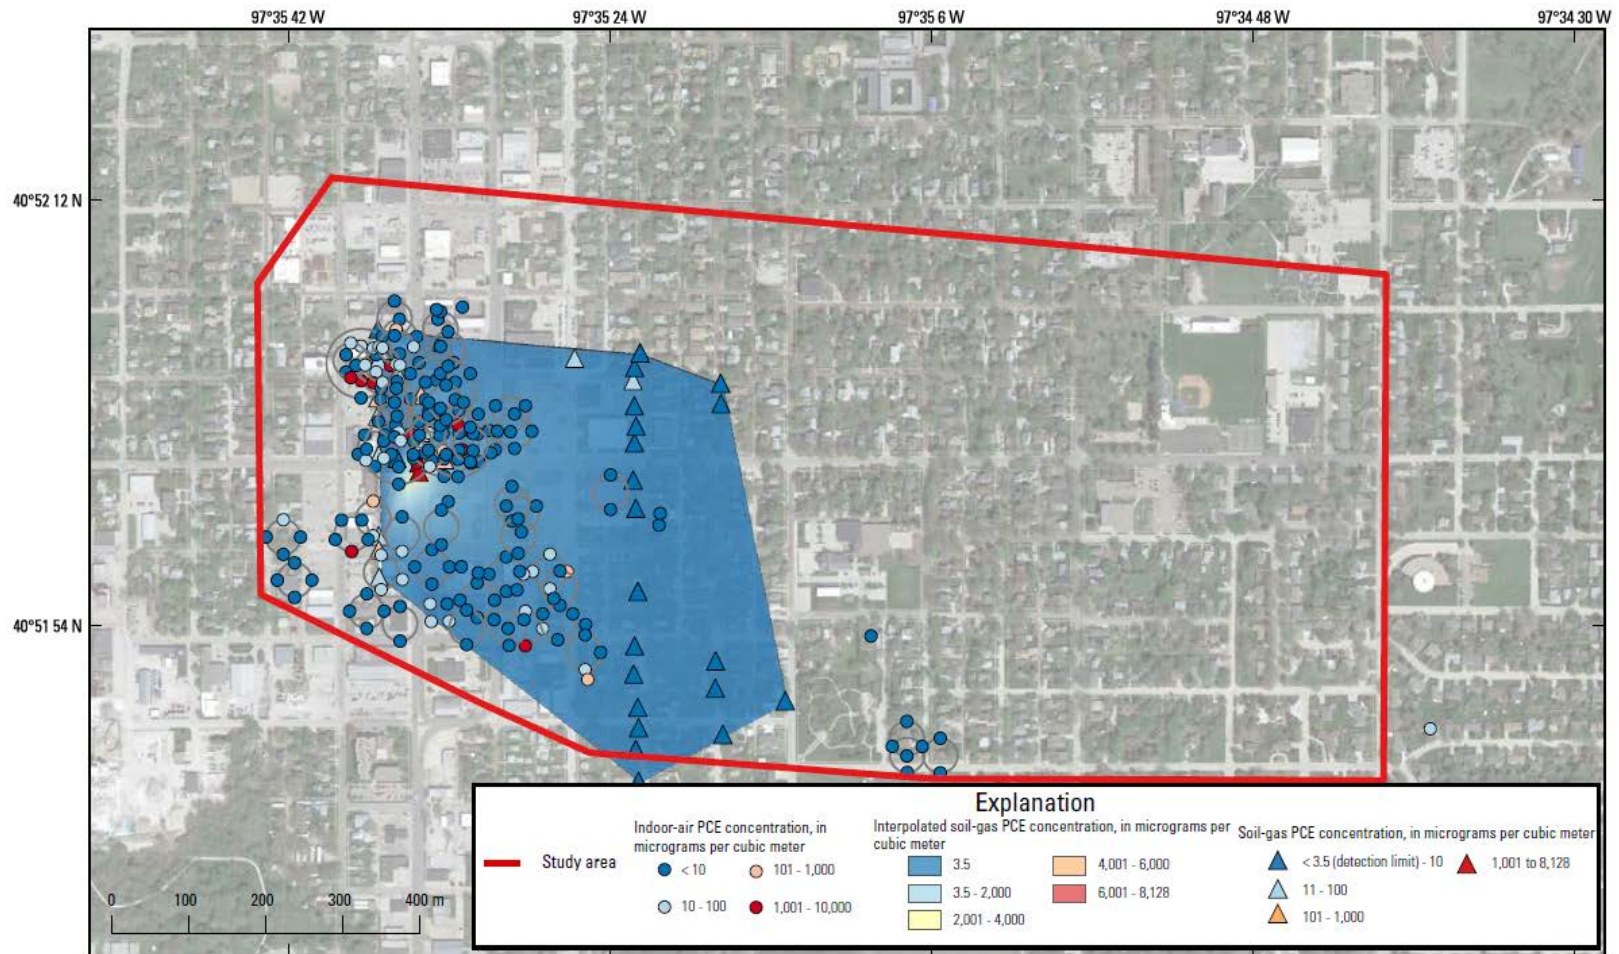 97°35 42 W 97°35 24 W 97°35 6 W 97°34 48 W 97°34 30 W
40°52 12 N
40°51 54 N
0 100 200 300 400 m
Explanation
Study area
Indoor-air PCE concentration, in
micrograms per cubic meter
< 10
101 - 1,000
10 - 100
1,001 - 10,000
Interpolated soil-gas PCE concentration, in micrograms per
cubic meter
3.5
4,001 - 6,000
3.5 - 2,000
6,001 - 8,128
2,001 - 4,000
Soil-gas PCE concentration, in micrograms per cubic meter
< 3.5 (detection limit) - 10
1,001 to 8,128
11 - 100
101 - 1,000